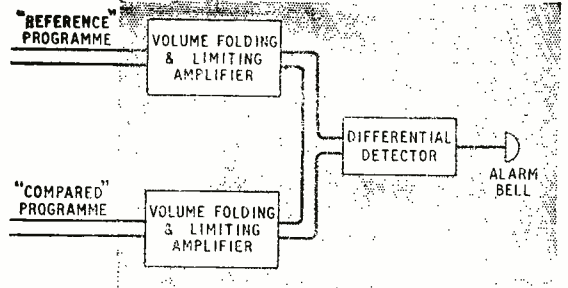 "REFERENCE"
PROGRAMME
VOLUME FOLDING
& LIMITING
AMPLIFIER
DIFFERENTIAL
DETECTOR
ALARM
BELL
"COMPARED"
PROGRAMME
VOLUME FOLDING
& LIMITING
AMPLIFIER